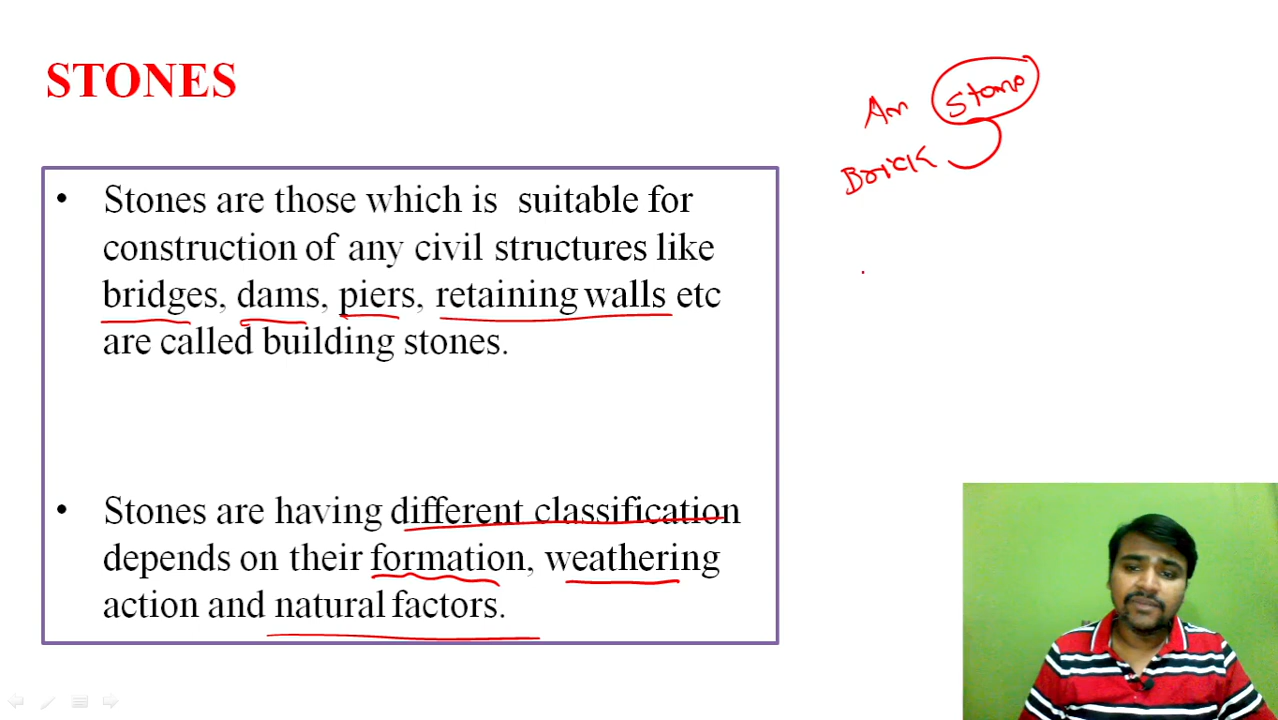 STONES
An Stone
Brick
• Stones are those which is suitable for
construction of any civil structures like
bridges, dams, piers, retaining walls etc
are called building stones.
• Stones are having different classification
depends on their formation, weathering
action and natural factors.